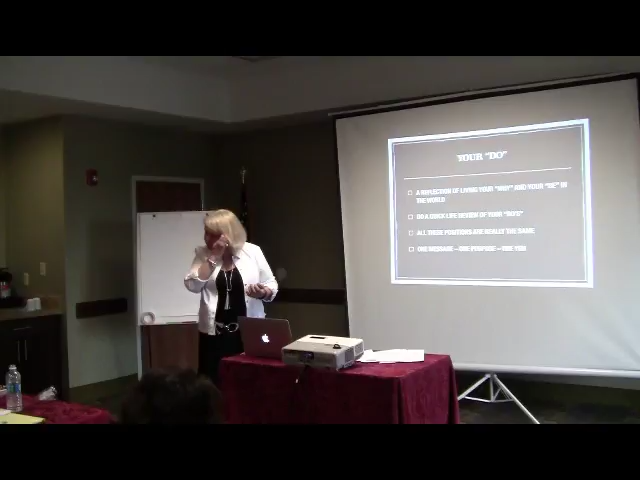 YOUR "DO"
A REFLECTION OF LIVING YOUR "WHY" AND YOUR "BE" IN
THE WORLD
DO A QUICK LIFE REVIEW OF YOUR "DO'S"
ALL THESE POSITIONS ARE REALLY THE SAME
ONE MESSAGE – ONE PURPOSE – ONE YOU